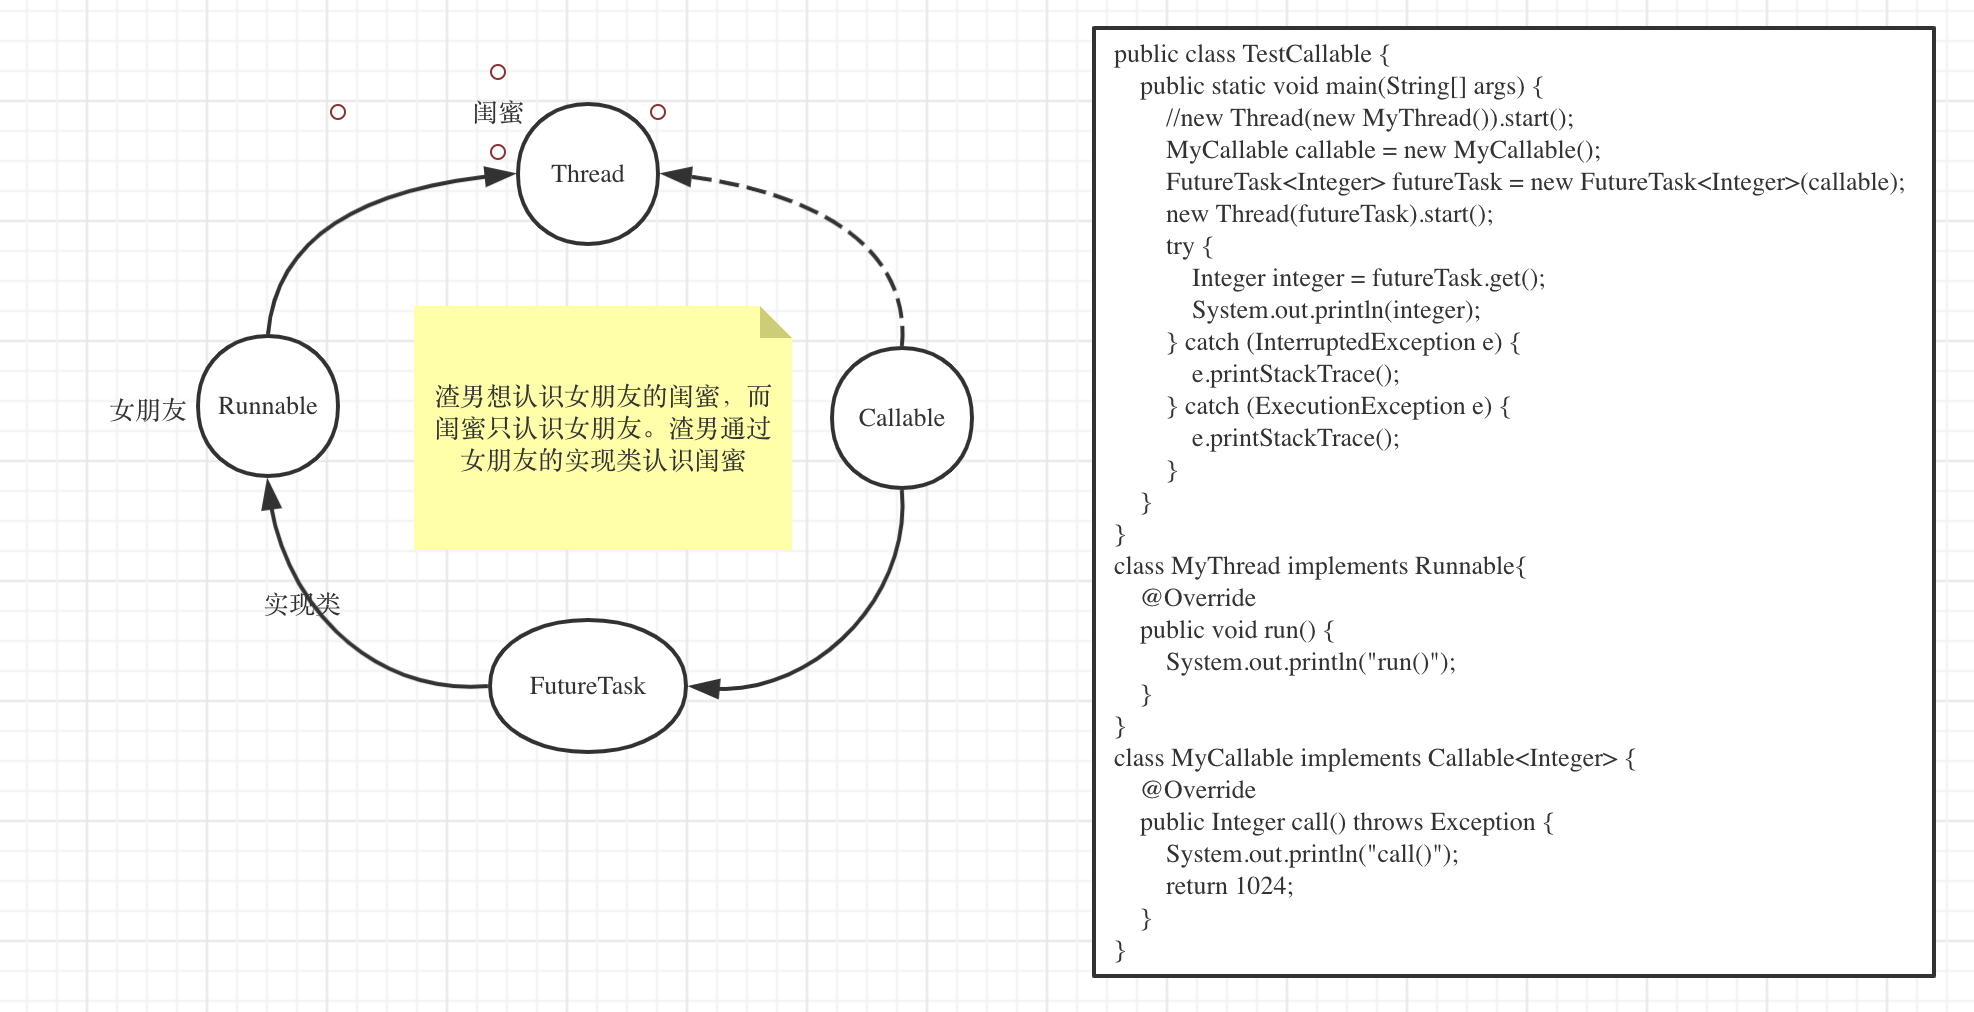 闺蜜
Thread
女朋友
Runnable
渣男想认识女朋友的闺蜜，而
闺蜜只认识女朋友。渣男通过
女朋友的实现类认识闺蜜
Callable
实现类
FutureTask
public class TestCallable {
    public static void main(String[] args) {
        //new Thread(new MyThread()).start();
        MyCallable callable = new MyCallable();
        FutureTask<Integer> futureTask = new FutureTask<Integer>(callable);
        new Thread(futureTask).start();
        try {
            Integer integer = futureTask.get();
            System.out.println(integer);
        } catch (InterruptedException e) {
            e.printStackTrace();
        } catch (ExecutionException e) {
            e.printStackTrace();
        }
    }
}
class MyThread implements Runnable{
    @Override
    public void run() {
        System.out.println("run()");
    }
}
class MyCallable implements Callable<Integer> {
    @Override
    public Integer call() throws Exception {
        System.out.println("call()");
        return 1024;
    }
}